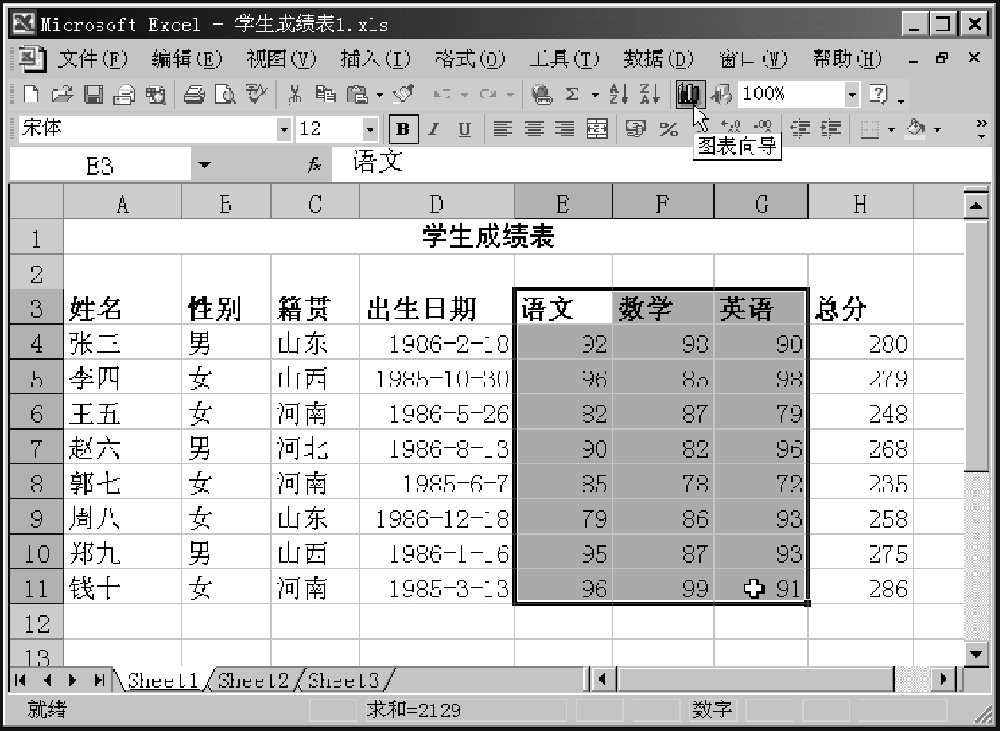 Microsoft Excel - 学生成绩表1.xls
文件(F) 编辑(E) 视图(V) 插入(I) 格式(O) 工具(T) 数据(D) 窗口(W) 帮助(H)
100%
宋体 12 B I U
图表向导
E3 fx 语文
A B C D E F G H
1 学生成绩表
2
3 姓名 性别 籍贯 出生日期 语文 数学 英语 总分
4 张三 男 山东 1986-2-18 92 98 90 280
5 李四 女 山西 1985-10-30 96 85 98 279
6 王五 女 河南 1986-5-26 82 87 79 248
7 赵六 男 河北 1986-8-13 90 82 96 268
8 郭七 女 河南 1985-6-7 85 78 72 235
9 周八 女 山东 1986-12-18 79 86 93 258
10 郑九 男 山西 1986-1-16 95 87 93 275
11 钱十 女 河南 1985-3-13 96 99 91 286
12
13
Sheet1 Sheet2 Sheet3
就绪 求和=2129 数字